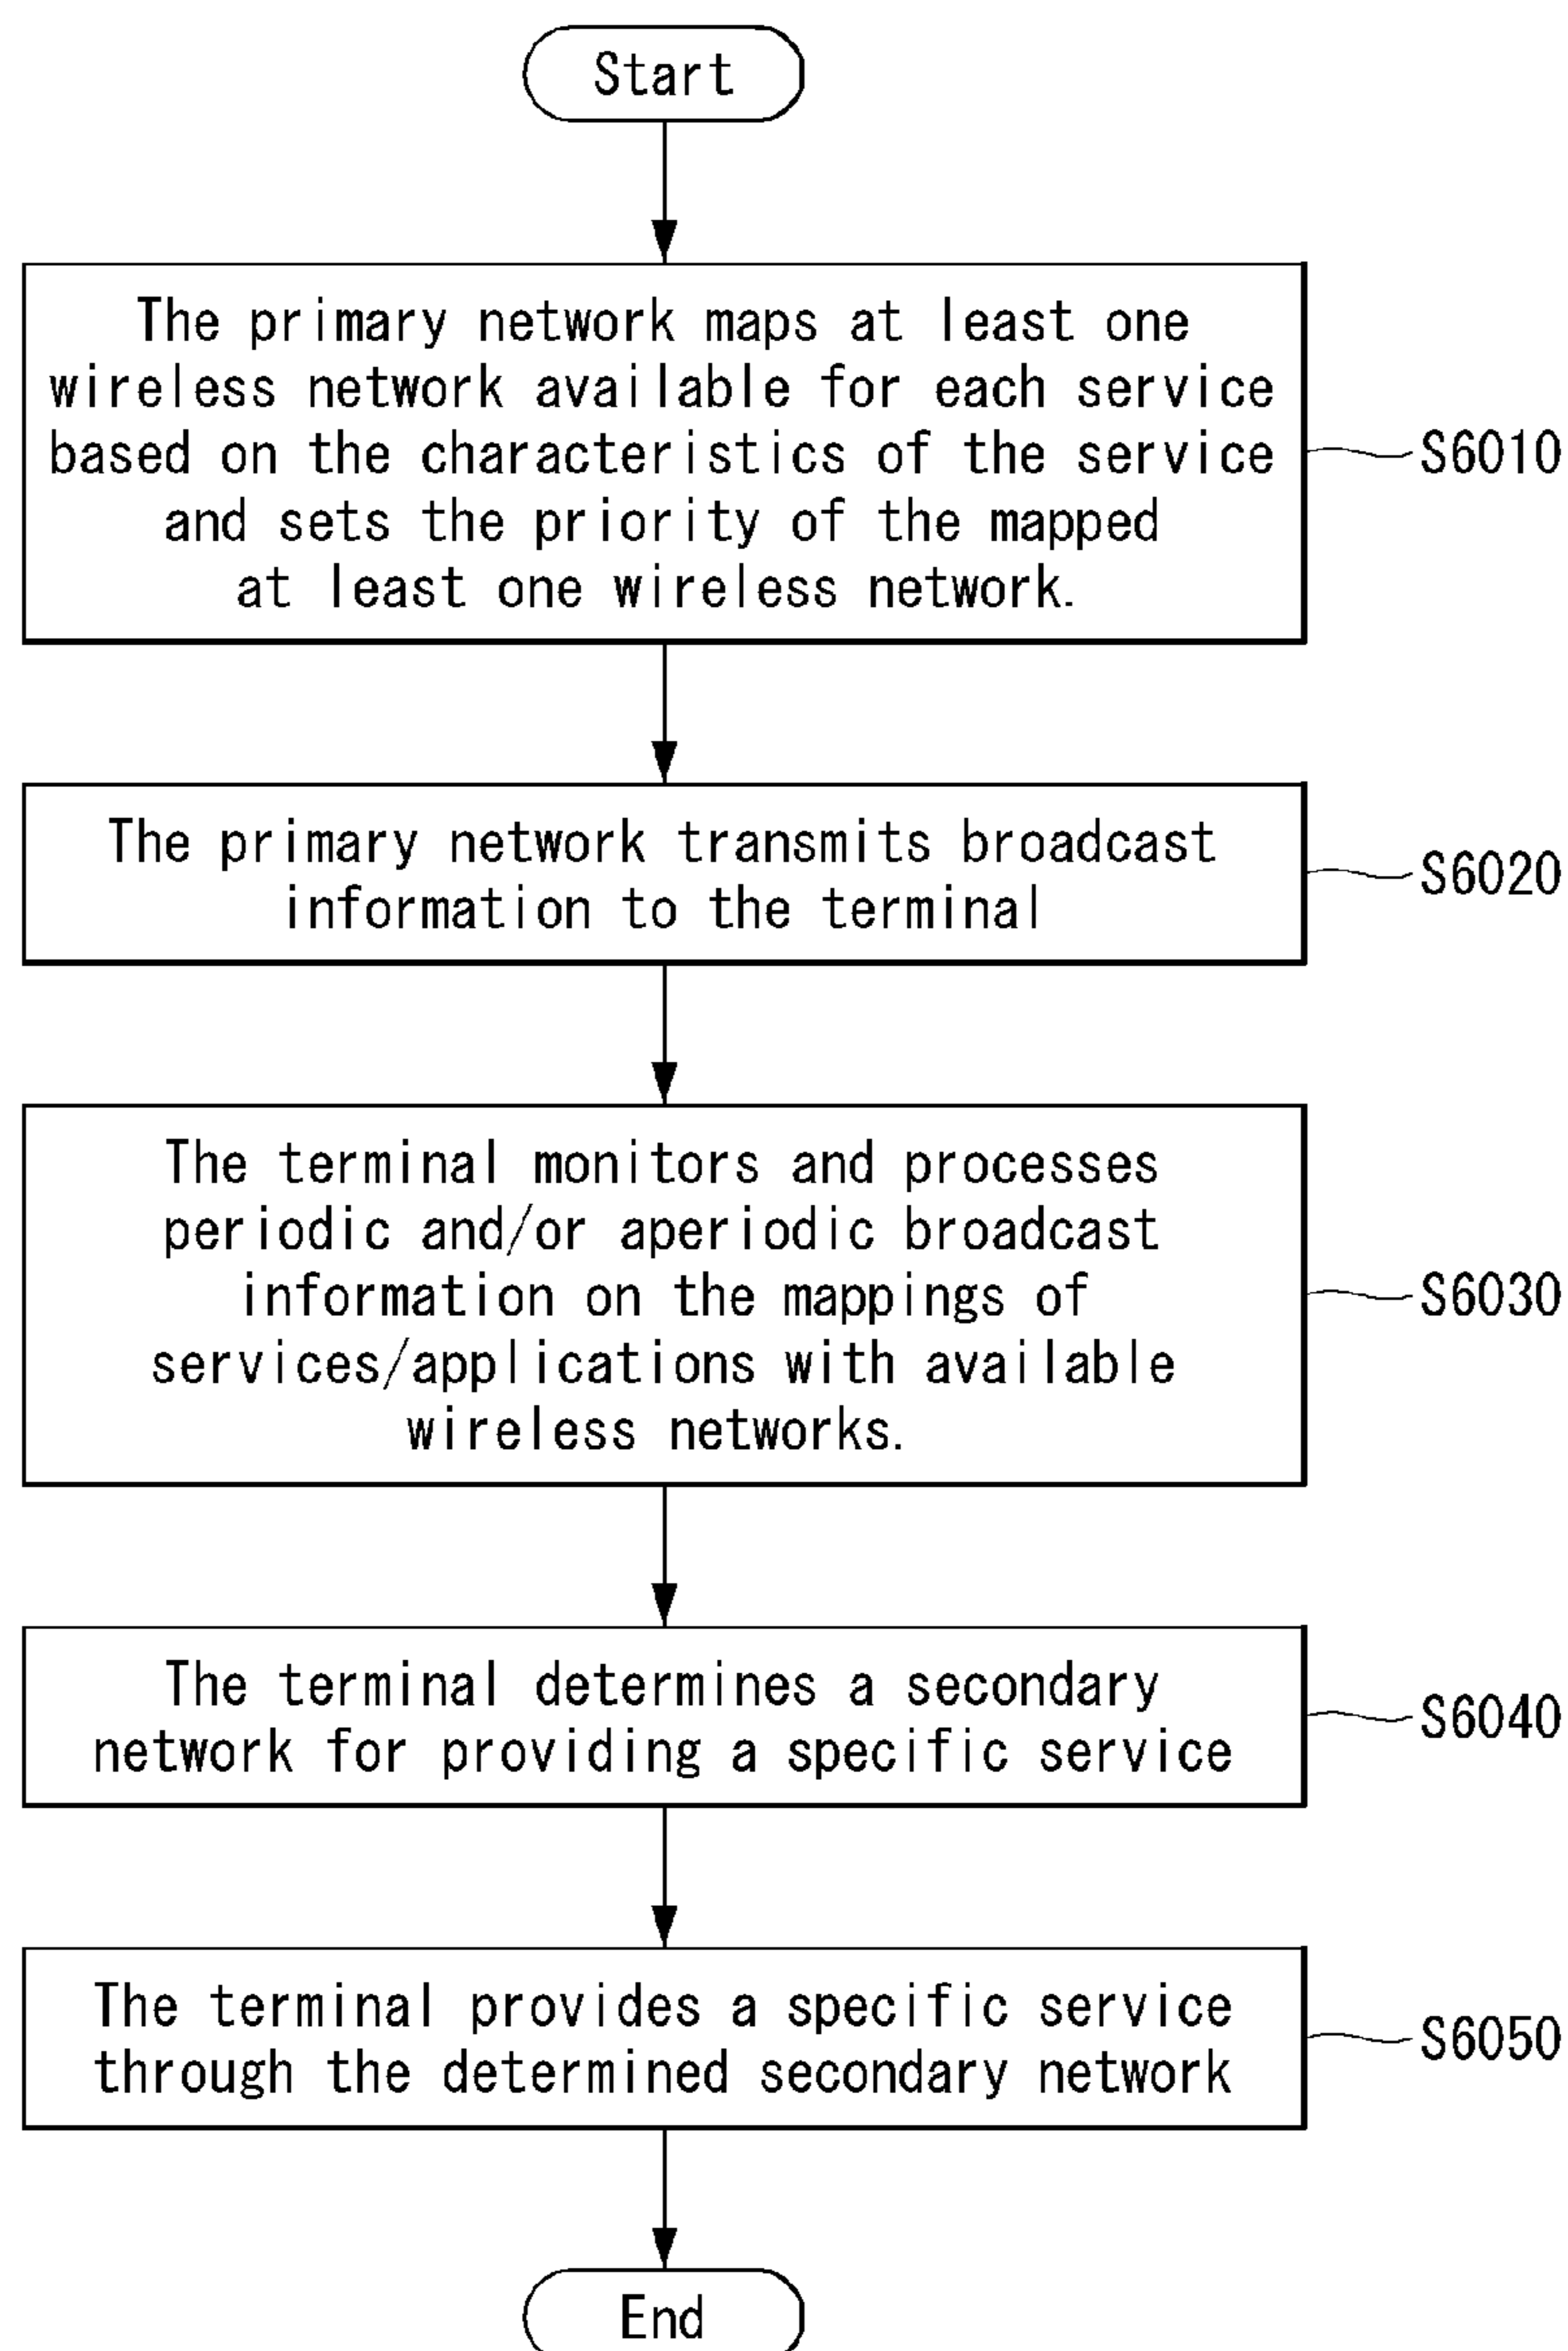 Start
The primary network maps at least one
wireless network available for each service
based on the characteristics of the service
and sets the priority of the mapped
at least one wireless network.
S6010
The primary network transmits broadcast
information to the terminal
S6020
The terminal monitors and processes
periodic and/or aperiodic broadcast
information on the mappings of
services/applications with available
wireless networks.
S6030
The terminal determines a secondary
network for providing a specific service
S6040
The terminal provides a specific service
through the determined secondary network
S6050
End